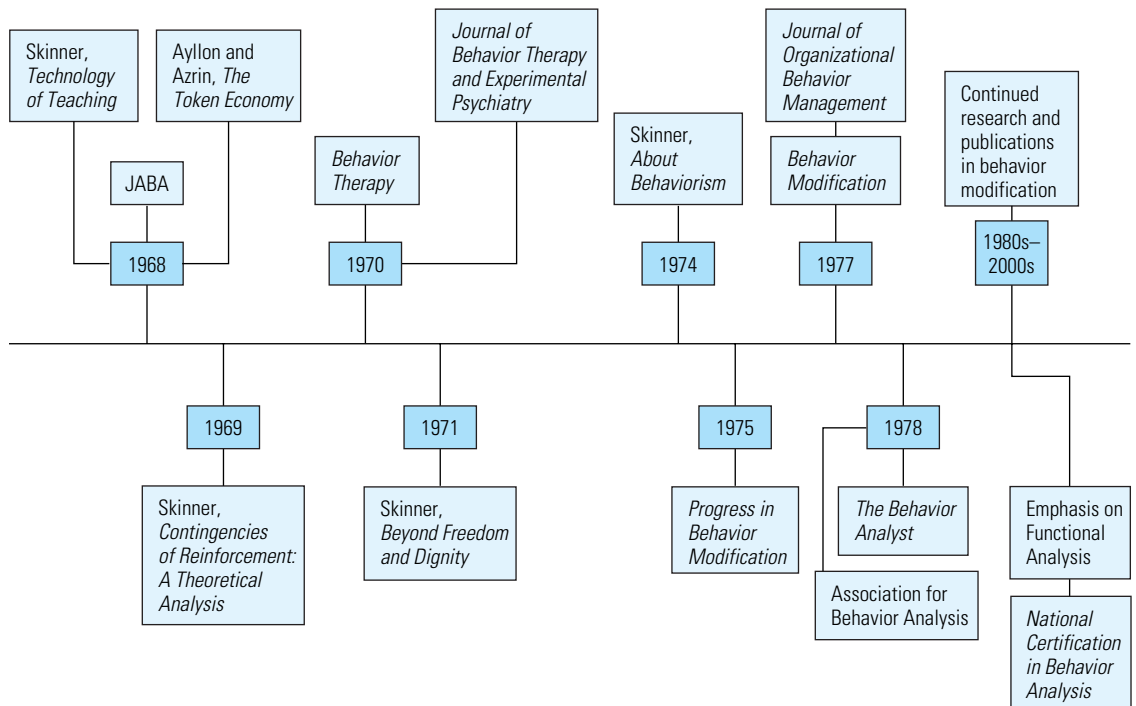 Skinner,
Technology
of Teaching
Ayllon and
Azrin, The
Token Economy
JABA
1968
Behavior
Therapy
Journal of
Behavior Therapy
and Experimental
Psychiatry
1970
Skinner,
About
Behaviorism
1974
Journal of
Organizational
Behavior
Management
Behavior
Modification
1977
Continued
research and
publications
in behavior
modification
1980s–
2000s
1969
Skinner,
Contingencies
of Reinforcement:
A Theoretical
Analysis
1971
Skinner,
Beyond Freedom
and Dignity
1975
Progress in
Behavior
Modification
1978
The Behavior
Analyst
Association for
Behavior Analysis
Emphasis on
Functional
Analysis
National
Certification
in Behavior
Analysis